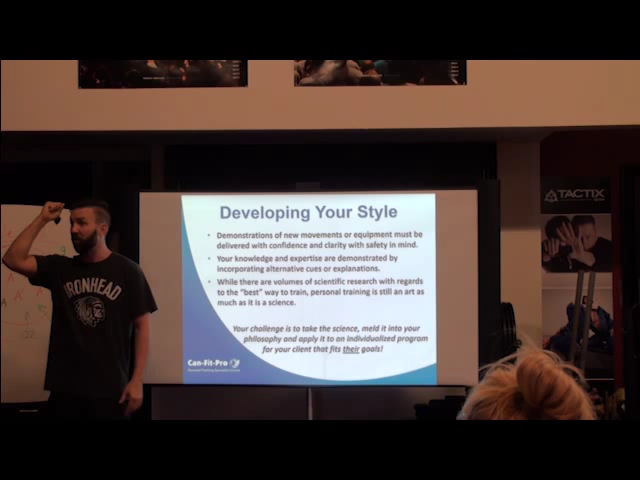 TACTIX
Developing Your Style
• Demonstrations of new movements or equipment must be
delivered with confidence and clarity with safety in mind.
• Your knowledge and expertise are demonstrated by
incorporating alternative cues or explanations.
• While there are volumes of scientific research with regards
to the "best" way to train, personal training is still an art as
much as it is a science.
Your challenge is to take the science, meld it into your
philosophy and apply it to an individualized program
for your client that fits their goals!
Can-Fit-Pro
IRONHEAD